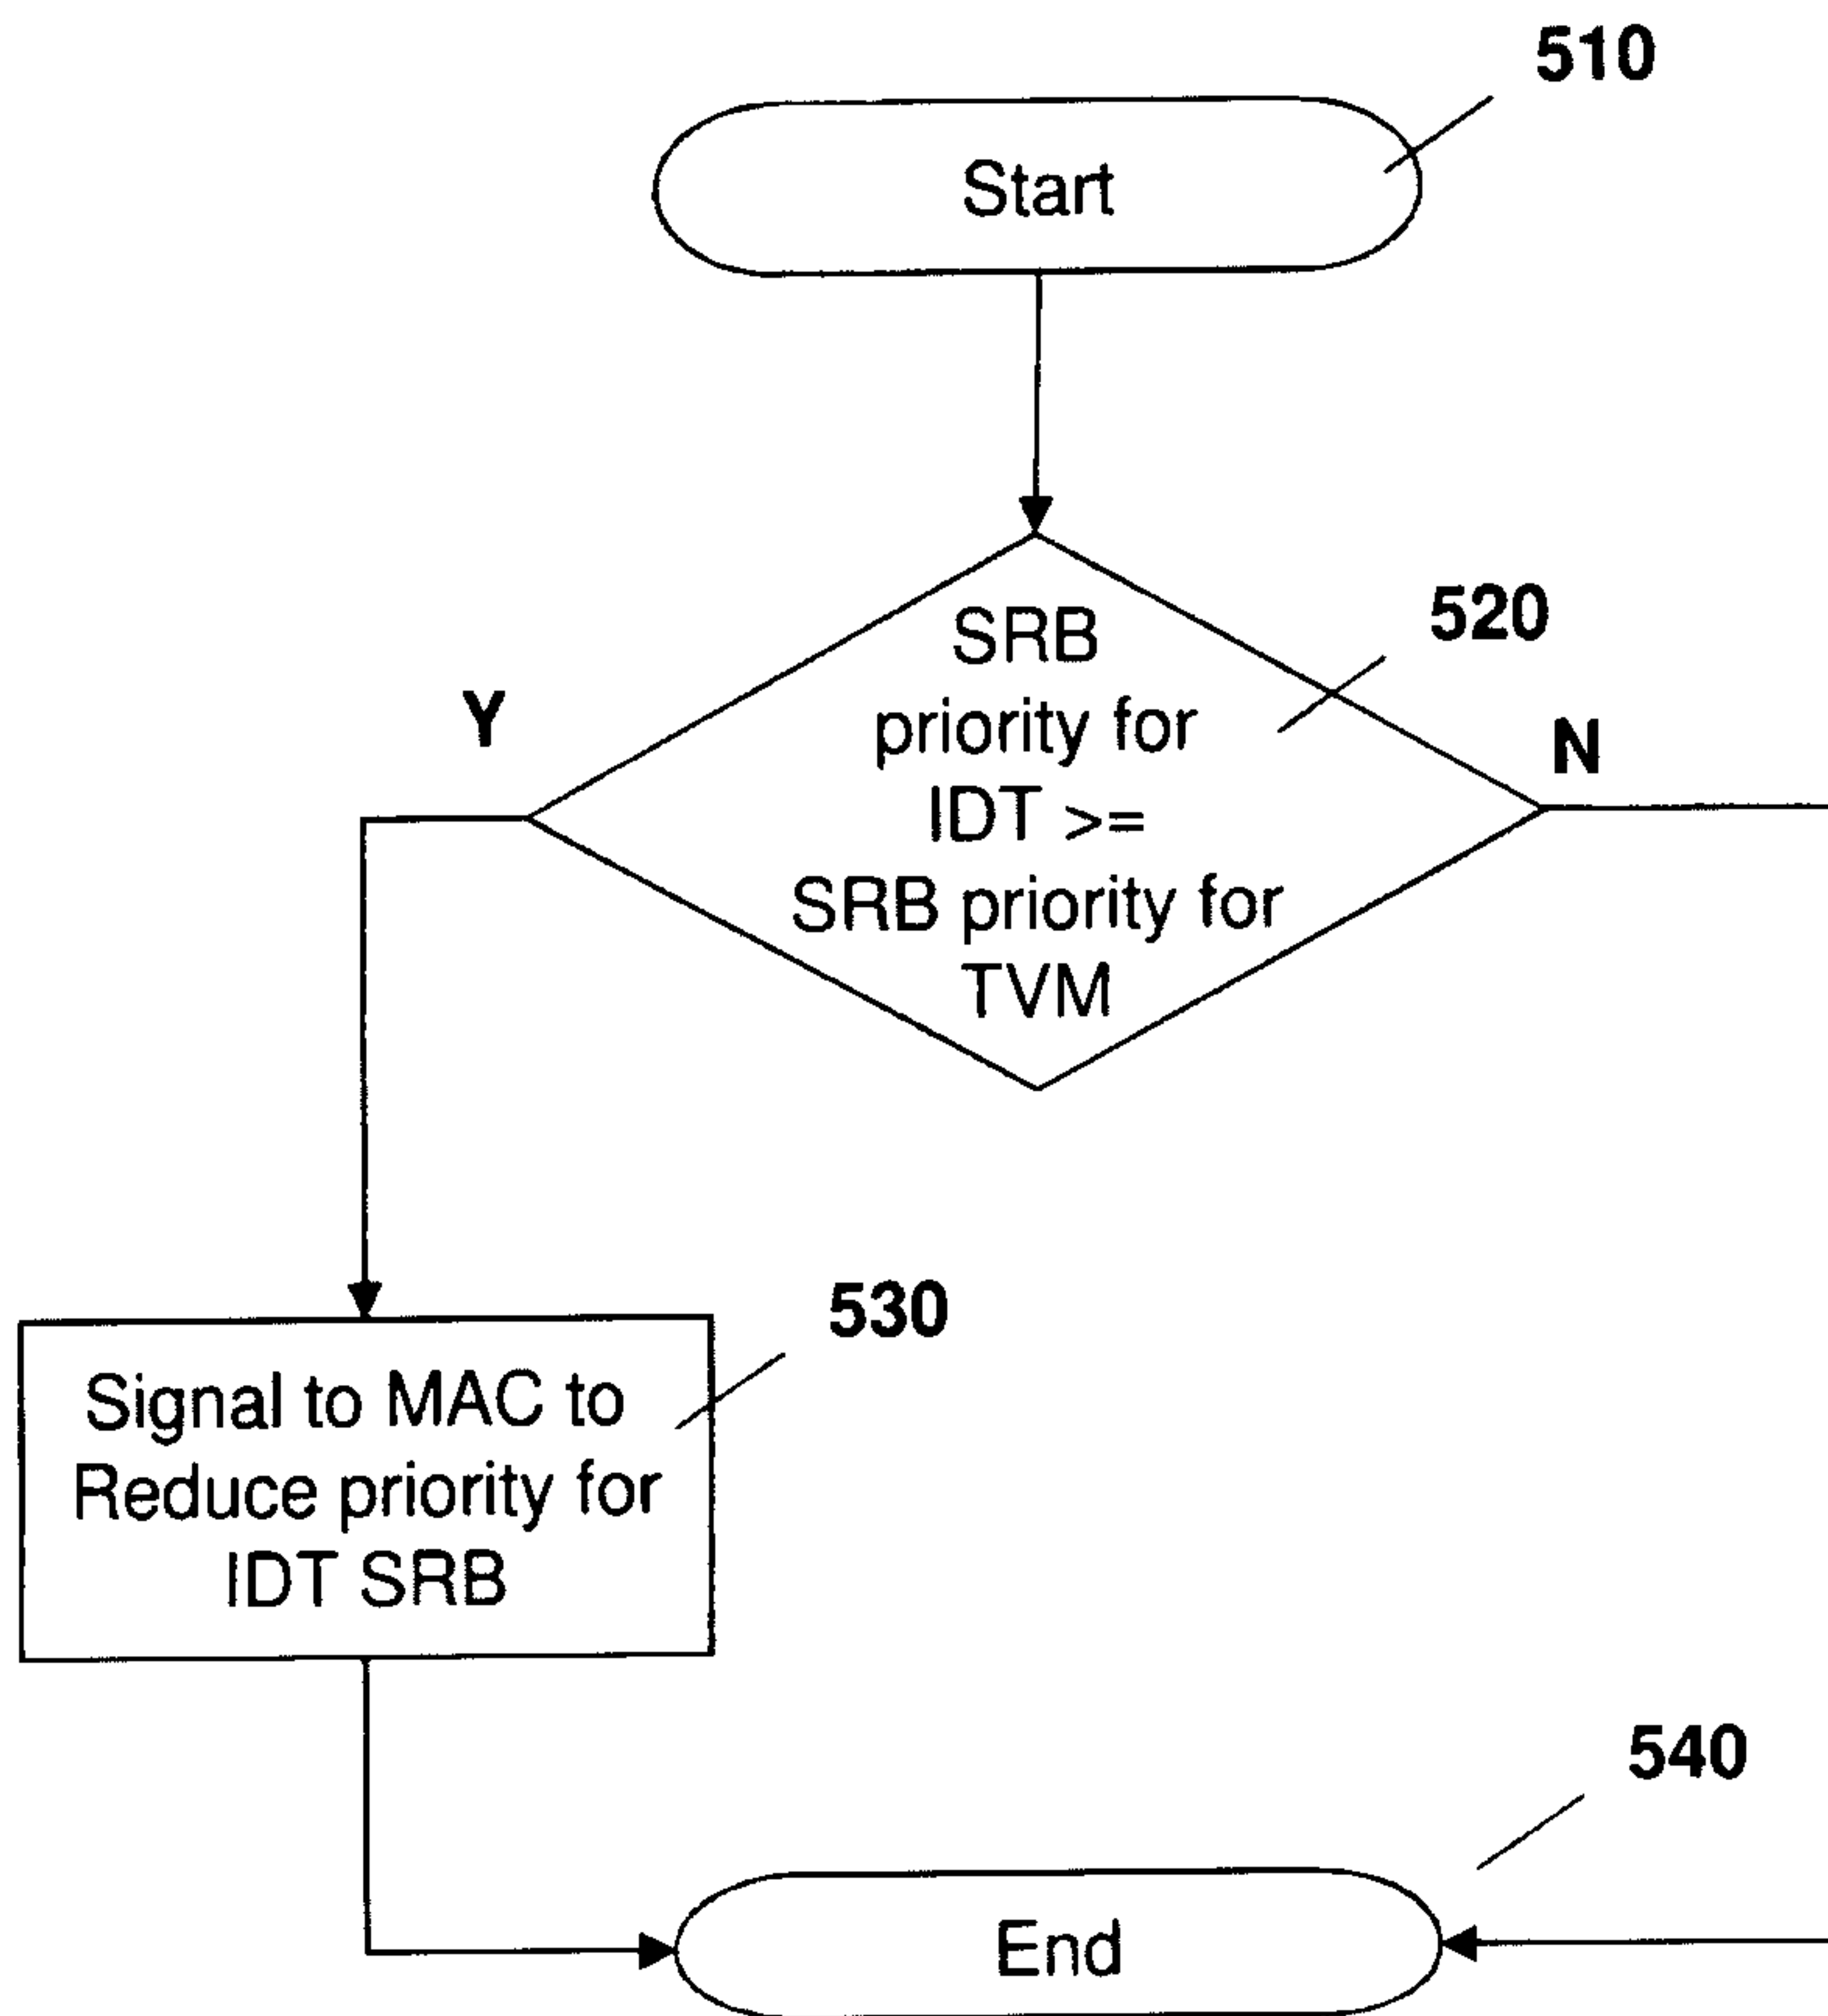 510
Start
520
SRB
priority for
IDT >=
SRB priority for
TVM
Y
N
530
Signal to MAC to
Reduce priority for
IDT SRB
540
End